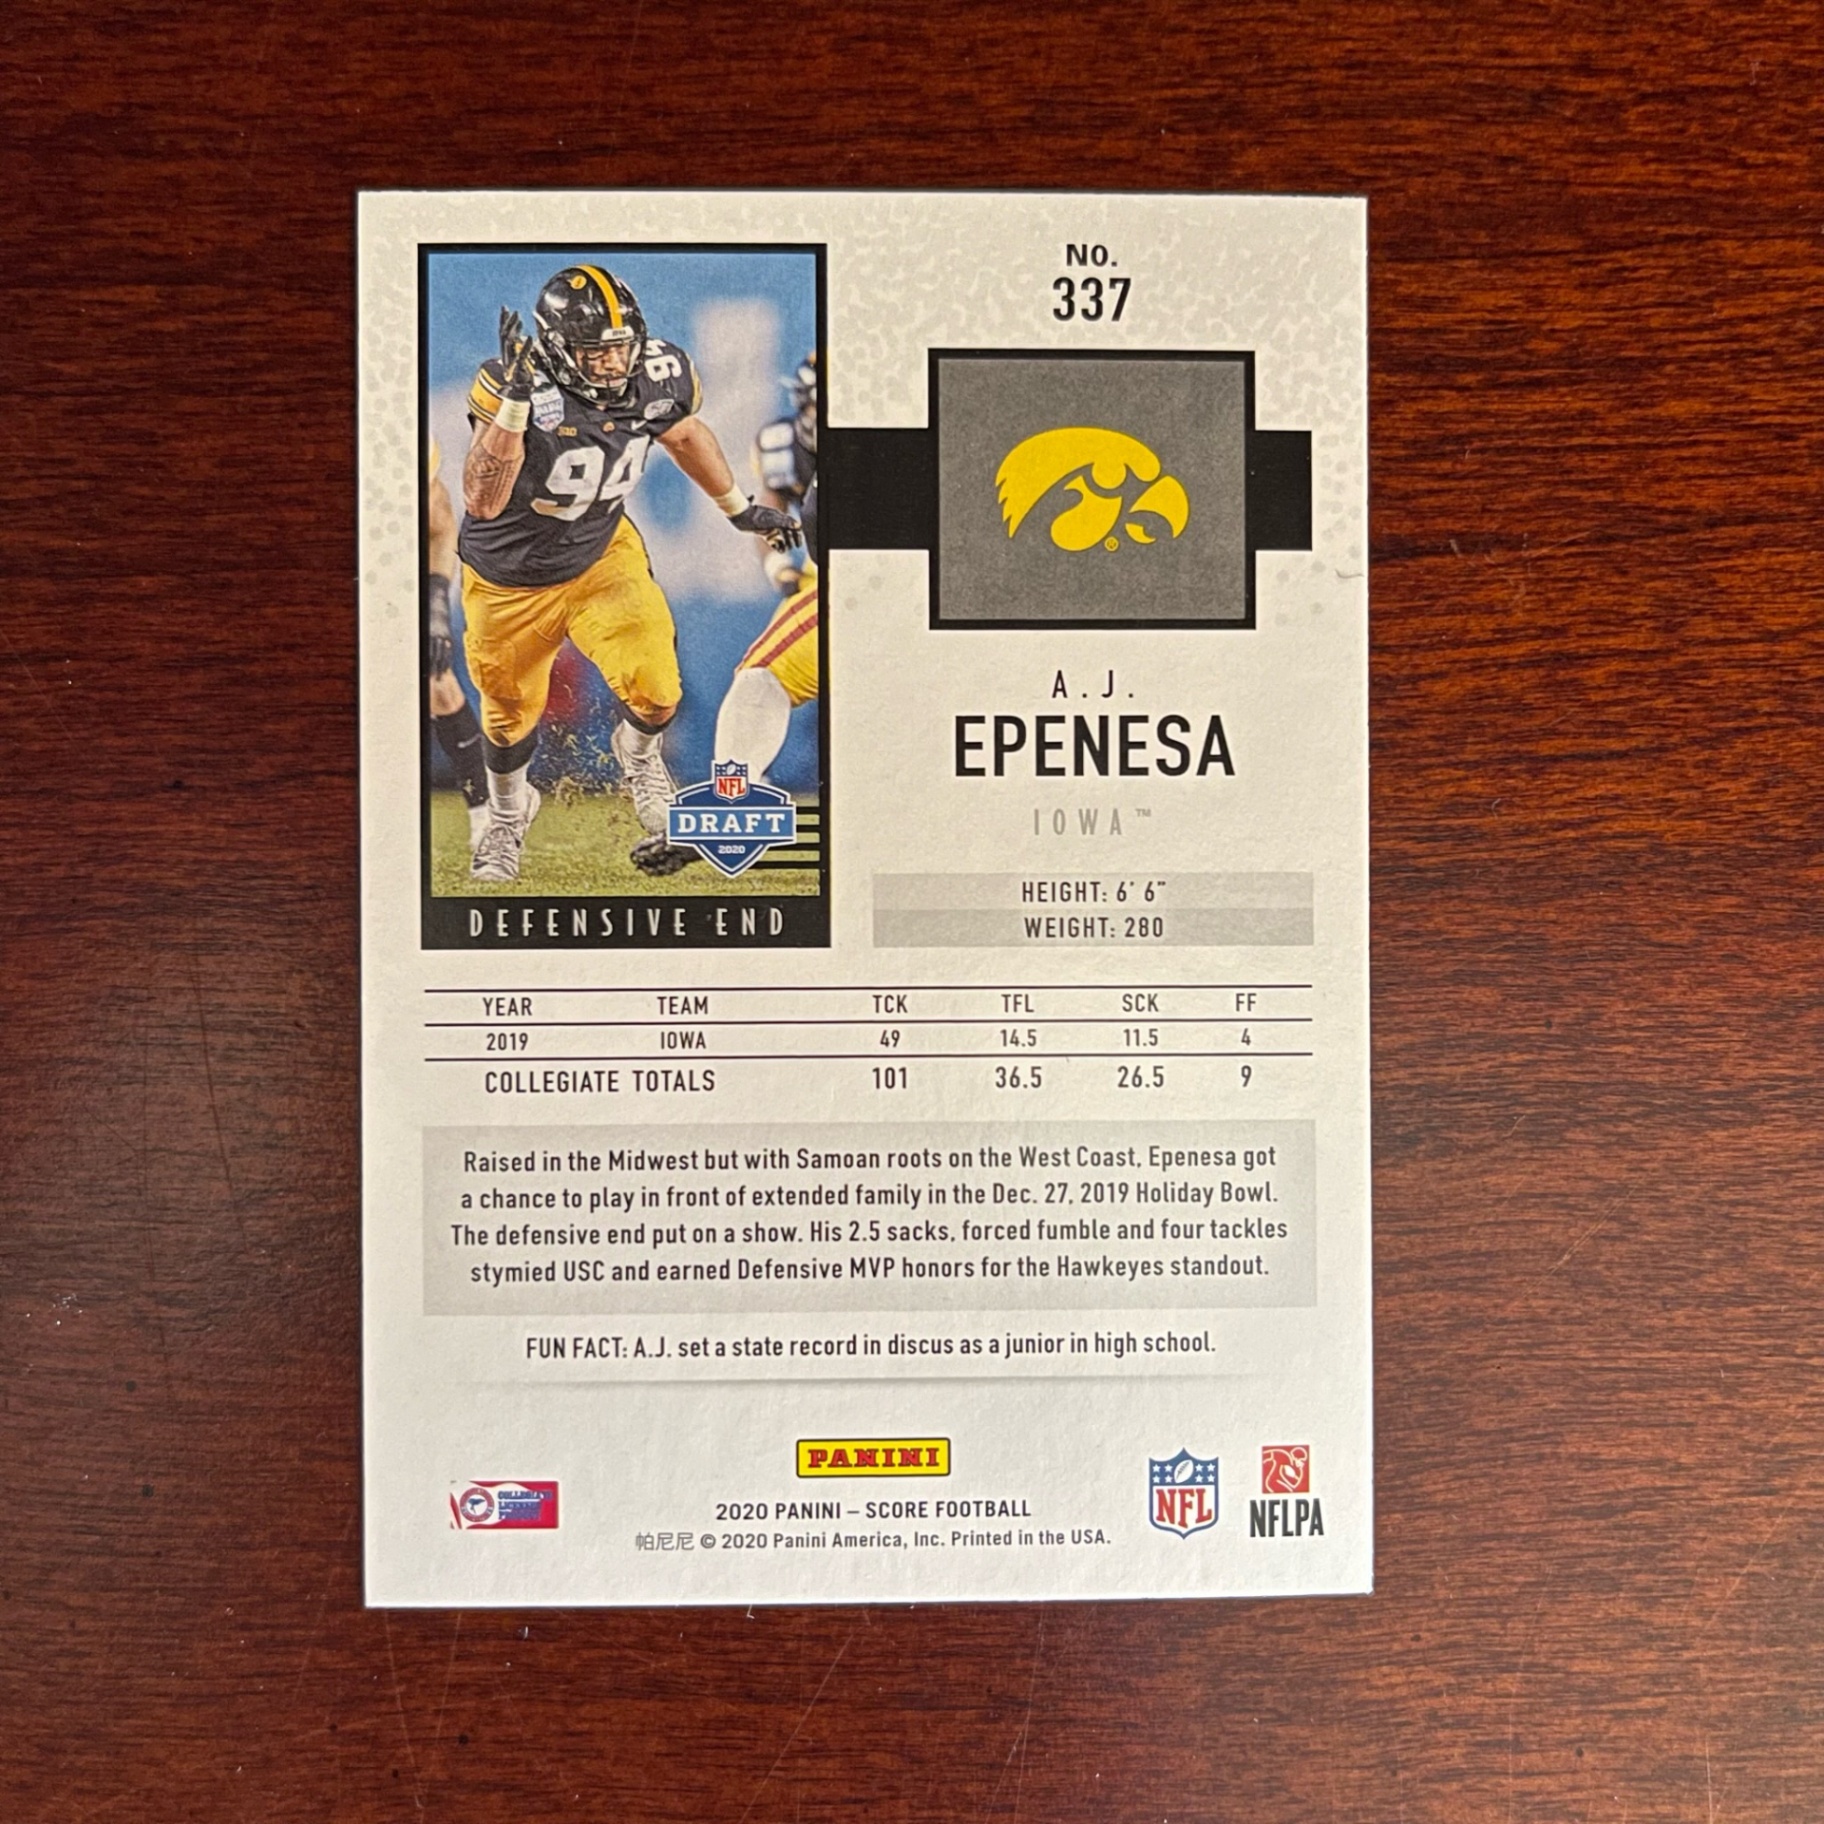 NO.
337
94
94
NFL
DRAFT
2020
DEFENSIVE END
A.J.
EPENESA
IOWA™
HEIGHT: 6' 6"
WEIGHT: 280
YEAR TEAM TCK TFL SCK FF
2019 IOWA 49 14.5 11.5 4
COLLEGIATE TOTALS 101 36.5 26.5 9
Raised in the Midwest but with Samoan roots on the West Coast, Epenesa got
a chance to play in front of extended family in the Dec. 27, 2019 Holiday Bowl.
The defensive end put on a show. His 2.5 sacks, forced fumble and four tackles
stymied USC and earned Defensive MVP honors for the Hawkeyes standout.
FUN FACT: A.J. set a state record in discus as a junior in high school.
PANINI
2020 PANINI – SCORE FOOTBALL
帕尼尼 © 2020 Panini America, Inc. Printed in the USA.
NFL
NFLPA